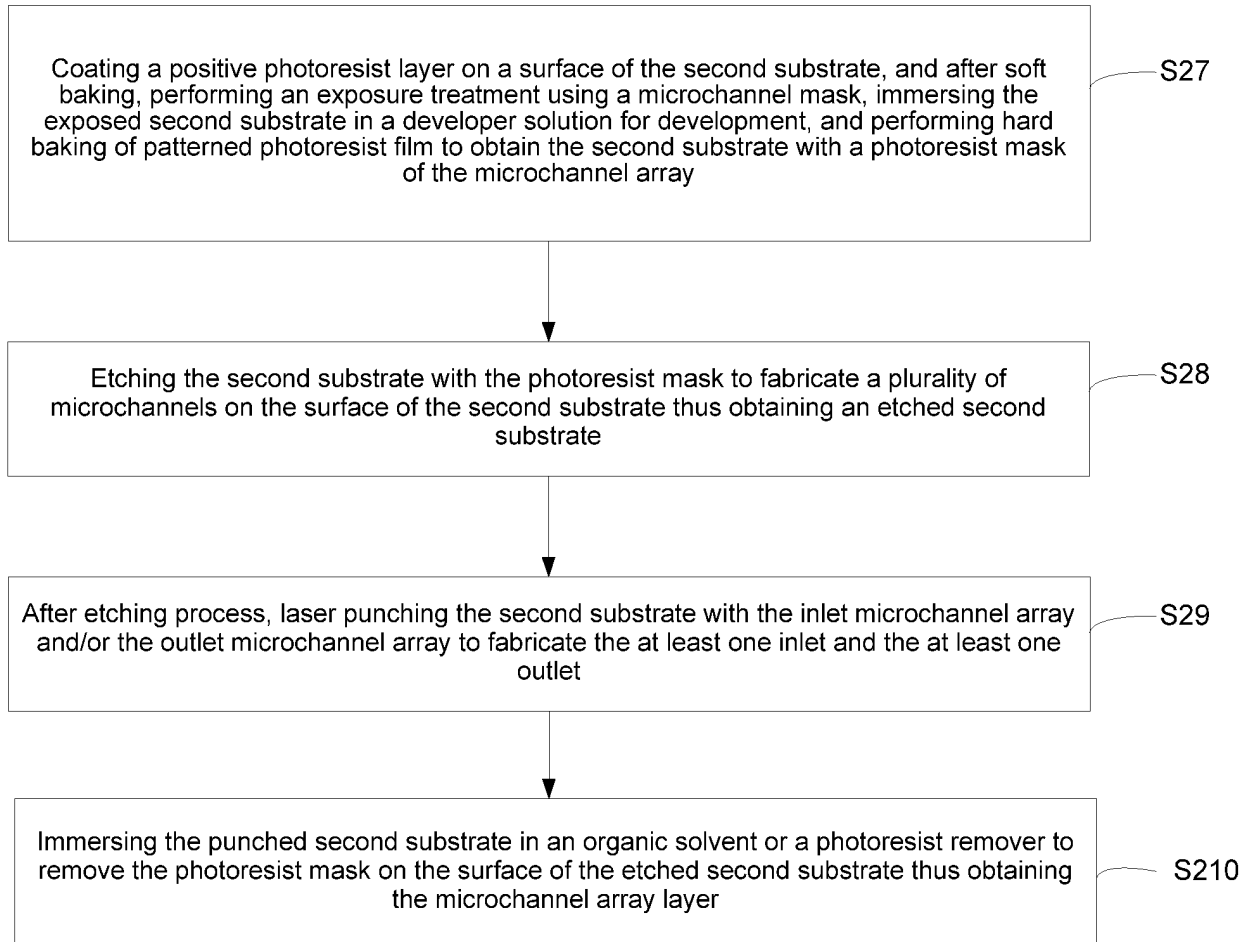 Coating a positive photoresist layer on a surface of the second substrate, and after soft
baking, performing an exposure treatment using a microchannel mask, immersing the
exposed second substrate in a developer solution for development, and performing hard
baking of patterned photoresist film to obtain the second substrate with a photoresist mask
of the microchannel array
S27
Etching the second substrate with the photoresist mask to fabricate a plurality of
microchannels on the surface of the second substrate thus obtaining an etched second
substrate
S28
After etching process, laser punching the second substrate with the inlet microchannel array
and/or the outlet microchannel array to fabricate the at least one inlet and the at least one
outlet
S29
Immersing the punched second substrate in an organic solvent or a photoresist remover to
remove the photoresist mask on the surface of the etched second substrate thus obtaining
the microchannel array layer
S210